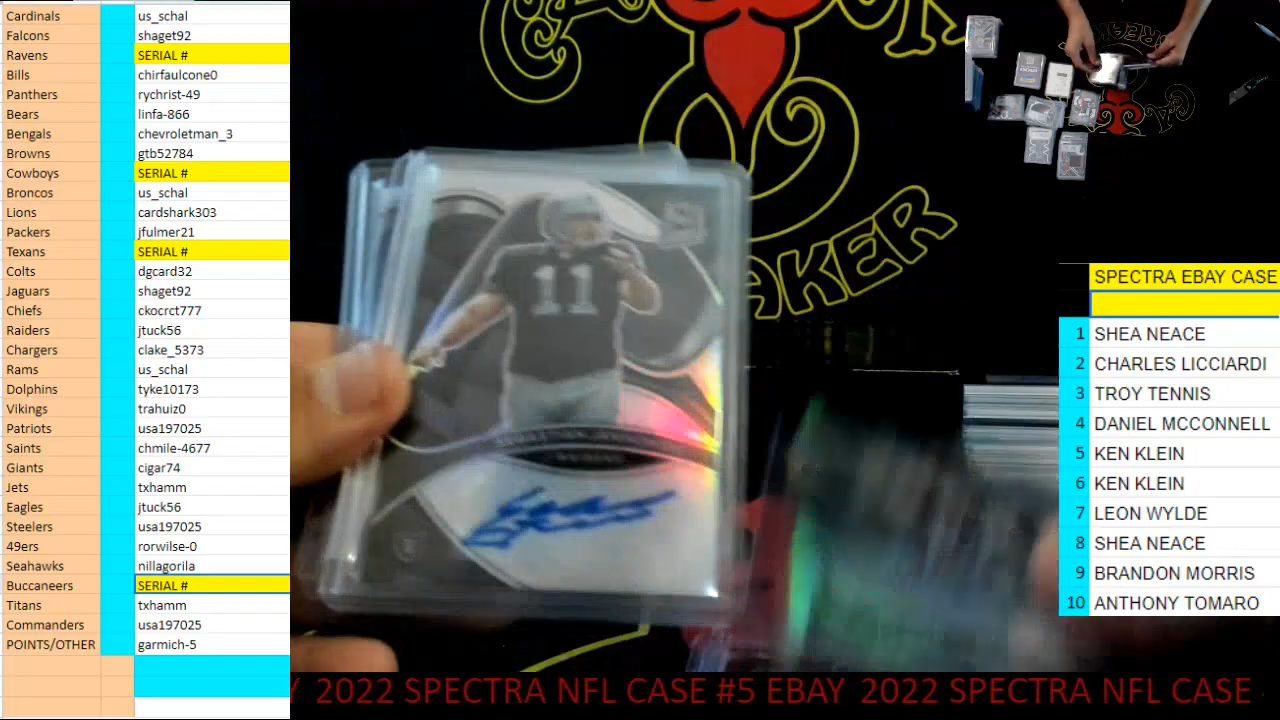 Cardinals us_schal
Falcons shaget92
Ravens SERIAL #
Bills chirfaulcone0
Panthers rychrist-49
Bears linfa-866
Bengals chevroletman_3
Browns gtb52784
Cowboys SERIAL #
Broncos us_schal
Lions cardshark303
Packers jfulmer21
Texans SERIAL #
Colts dgcard32
Jaguars shaget92
Chiefs ckocrct777
Raiders jtuck56
Chargers clake_5373
Rams us_schal
Dolphins tyke10173
Vikings trahuiz0
Patriots usa197025
Saints chmile-4677
Giants cigar74
Jets txhamm
Eagles jtuck56
Steelers usa197025
49ers rorwilse-0
Seahawks nillagorila
Buccaneers SERIAL #
Titans txhamm
Commanders usa197025
POINTS/OTHER garmich-5
11
AKER
SPECTRA EBAY CASE
1 SHEA NEACE
2 CHARLES LICCIARDI
3 TROY TENNIS
4 DANIEL MCCONNELL
5 KEN KLEIN
6 KEN KLEIN
7 LEON WYLDE
8 SHEA NEACE
9 BRANDON MORRIS
10 ANTHONY TOMARO
Y 2022 SPECTRA NFL CASE #5 EBAY 2022 SPECTRA NFL CASE